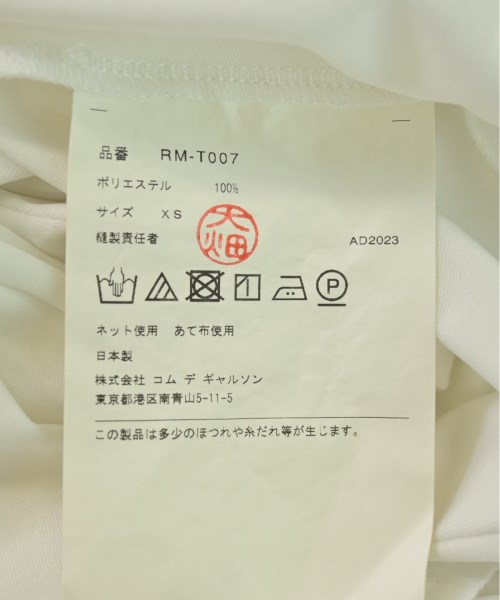 品番 RM-T007
ポリエステル 100%
サイズ XS
縫製責任者 大畑 AD2023
P
ネット使用 あて布使用
日本製
株式会社 コム デ ギャルソン
東京都港区南青山5-11-5
この製品は多少のほつれや糸だれ等が生じます。